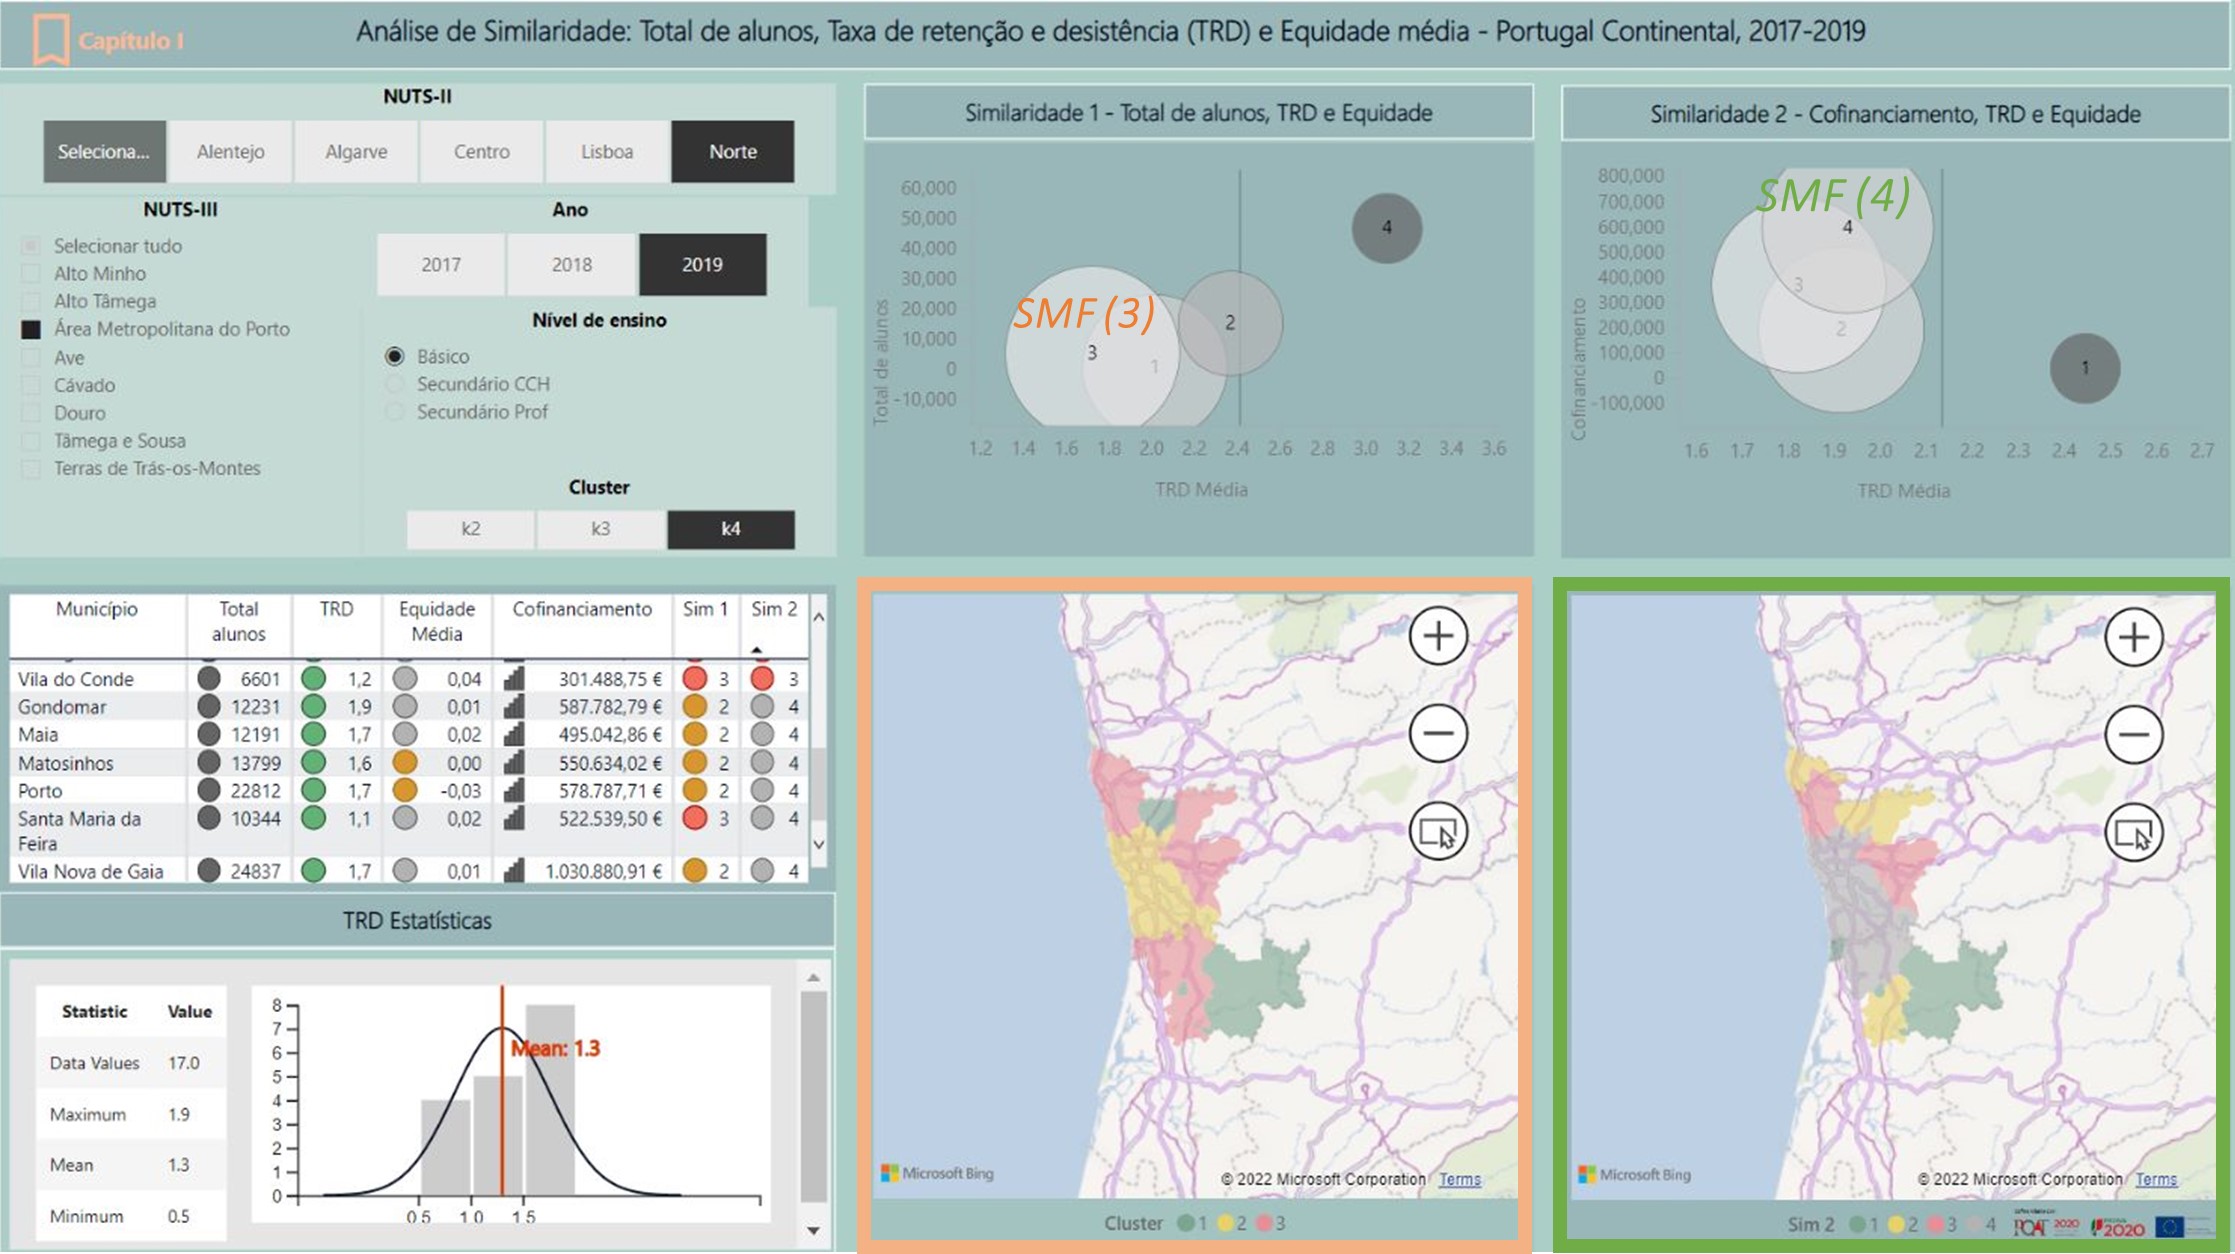 Capítulo I
Análise de Similaridade: Total de alunos, Taxa de retenção e desistência (TRD) e Equidade média - Portugal Continental, 2017-2019
NUTS-II
Seleciona... Alentejo Algarve Centro Lisboa Norte
NUTS-III
Selecionar tudo
Alto Minho
Alto Tâmega
Área Metropolitana do Porto
Ave
Cávado
Douro
Tâmega e Sousa
Terras de Trás-os-Montes
Ano
2017 2018 2019
Nível de ensino
Básico
Secundário CCH
Secundário Prof
Cluster
k2 k3 k4
Similaridade 1 - Total de alunos, TRD e Equidade
Total de alunos
60,000
50,000
40,000
30,000
20,000
10,000
0
-10,000
SMF (3)
4
2
3
1
1.2 1.4 1.6 1.8 2.0 2.2 2.4 2.6 2.8 3.0 3.2 3.4 3.6
TRD Média
Similaridade 2 - Cofinanciamento, TRD e Equidade
Cofinanciamento
800,000
700,000
600,000
500,000
400,000
300,000
200,000
100,000
0
-100,000
SMF (4)
4
3
2
1
1.6 1.7 1.8 1.9 2.0 2.1 2.2 2.3 2.4 2.5 2.6 2.7
TRD Média
Município Total alunos TRD Equidade Média Cofinanciamento Sim 1 Sim 2
Vila do Conde 6601 1,2 0,04 301.488,75 € 3 3
Gondomar 12231 1,9 0,01 587.782,79 € 2 4
Maia 12191 1,7 0,02 495.042,86 € 2 4
Matosinhos 13799 1,6 0,00 550.634,02 € 2 4
Porto 22812 1,7 -0,03 578.787,71 € 2 4
Santa Maria da Feira 10344 1,1 0,02 522.539,50 € 3 4
Vila Nova de Gaia 24837 1,7 0,01 1.030.880,91 € 2 4
TRD Estatísticas
Statistic Value
Data Values 17.0
Maximum 1.9
Mean 1.3
Minimum 0.5
8
7
6
5
4
3
2
1
0
Mean: 1.3
0.5 1.0 1.5
Microsoft Bing
© 2022 Microsoft Corporation Terms
Cluster 1 2 3
Microsoft Bing
© 2022 Microsoft Corporation Terms
Sim 2 1 2 3 4 2020 2020